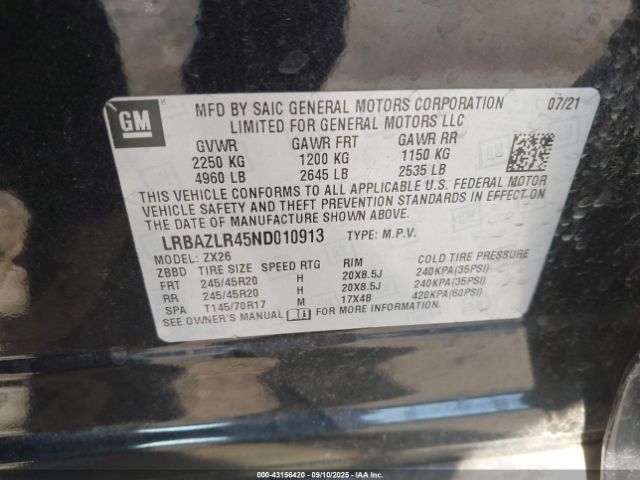 GM
MFD BY SAIC GENERAL MOTORS CORPORATION 07/21
LIMITED FOR GENERAL MOTORS LLC
GVWR GAWR FRT GAWR RR
2250 KG 1200 KG 1150 KG
4960 LB 2645 LB 2535 LB
THIS VEHICLE CONFORMS TO ALL APPLICABLE U.S. FEDERAL MOTOR
VEHICLE SAFETY AND THEFT PREVENTION STANDARDS IN EFFECT ON
THE DATE OF MANUFACTURE SHOWN ABOVE.
LRBAZLR45ND010913 TYPE: M.P.V.
MODEL: ZX26
ZBBD TIRE SIZE SPEED RTG RIM COLD TIRE PRESSURE
FRT 245/45R20 H 20X8.5J 240KPA(35PSI)
RR 245/45R20 H 20X8.5J 240KPA(35PSI)
SPA T145/70R17 M 17X4B 420KPA(60PSI)
SEE OWNER'S MANUAL FOR MORE INFORMATION.
000-43156420 09/10/2025 IAA, LLC